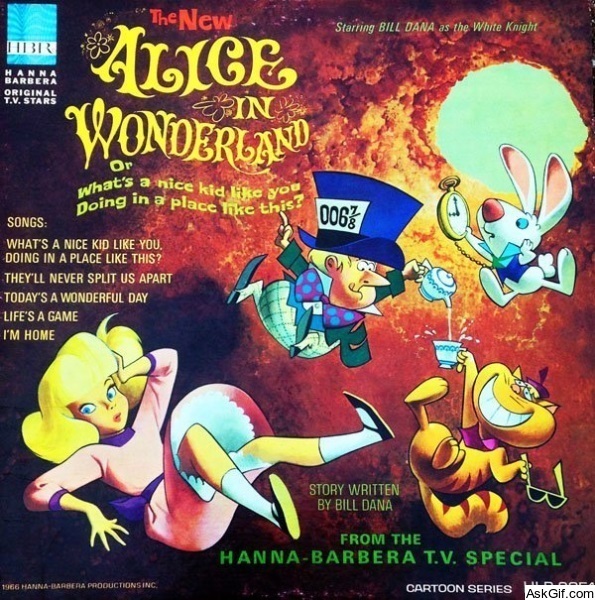 HBR
HANNA
BARBERA
ORIGINAL
T.V. STARS
The New
ALICE
IN
WONDERLAND
Or
What's a nice kid like you
Doing in a place like this?
Starring BILL DANA as the White Knight
006⅞
SONGS:
WHAT'S A NICE KID LIKE YOU,
DOING IN A PLACE LIKE THIS?
THEY'LL NEVER SPLIT US APART
TODAY'S A WONDERFUL DAY
LIFE'S A GAME
I'M HOME
STORY WRITTEN
BY BILL DANA
FROM THE
HANNA-BARBERA T.V. SPECIAL
1966 HANNA-BARBERA PRODUCTIONS INC.
CARTOON SERIES
AskGif.com